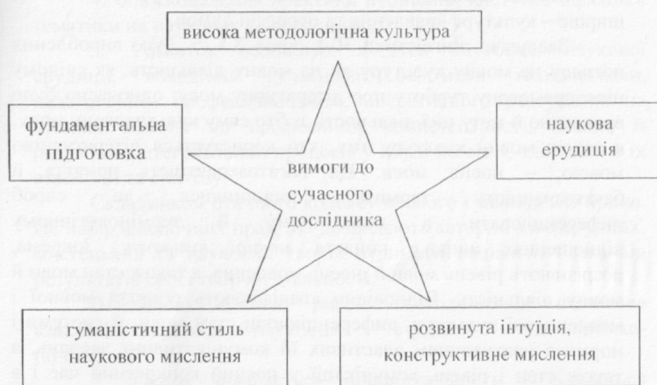 висока методологічна культура
фундаментальна
підготовка
наукова
ерудиція
вимоги до
сучасного
дослідника
гуманістичний стиль
наукового мислення
розвинута інтуїція,
конструктивне мислення